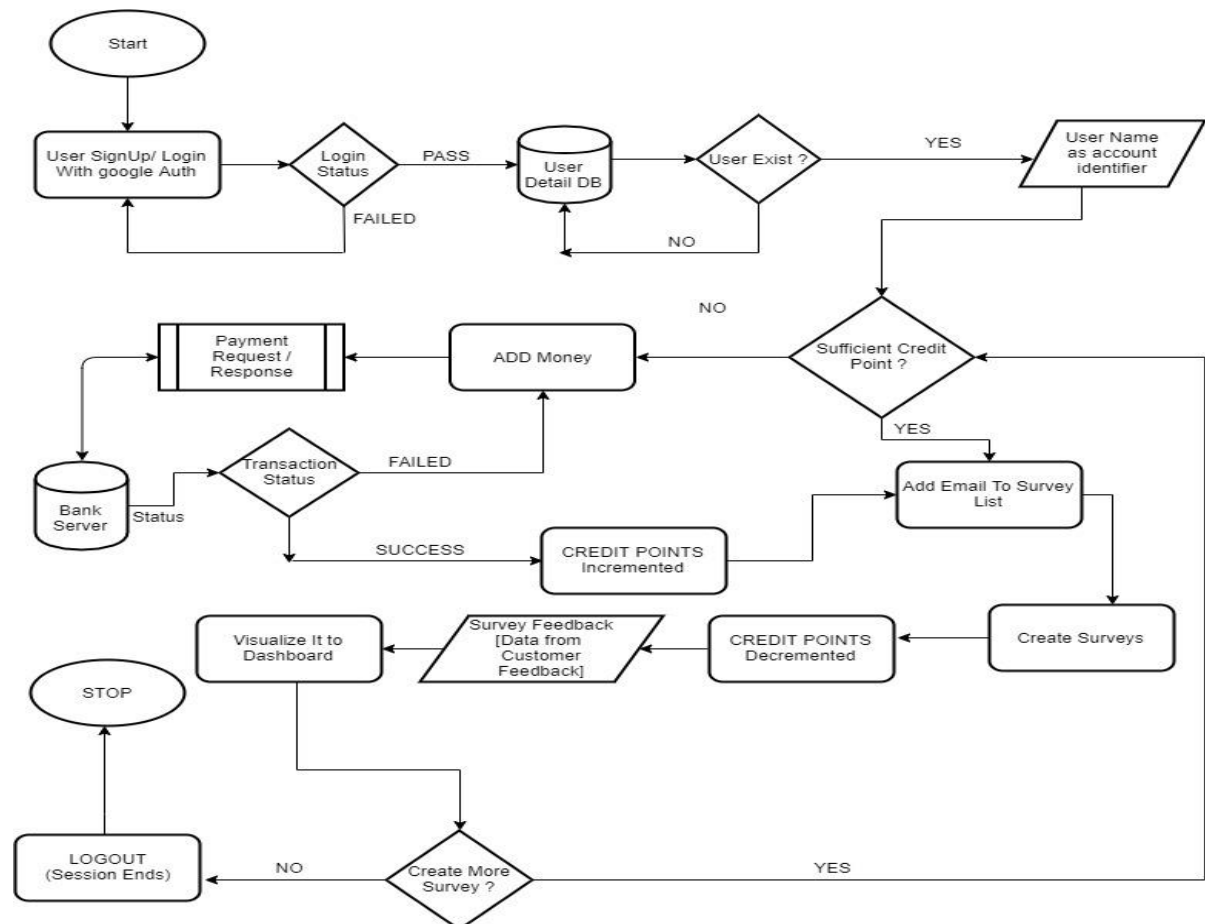 Start
User SignUp/ Login
With google Auth
Login
Status
PASS
FAILED
User
Detail DB
User Exist ?
NO
YES
User Name
as account
identifier
Sufficient Credit
Point ?
NO
YES
ADD Money
Payment
Request /
Response
Bank
Server
Status
Transaction
Status
FAILED
SUCCESS
CREDIT POINTS
Incremented
Add Email To Survey
List
Create Surveys
CREDIT POINTS
Decremented
Survey Feedback
[Data from
Customer
Feedback]
Visualize It to
Dashboard
Create More
Survey ?
YES
NO
LOGOUT
(Session Ends)
STOP